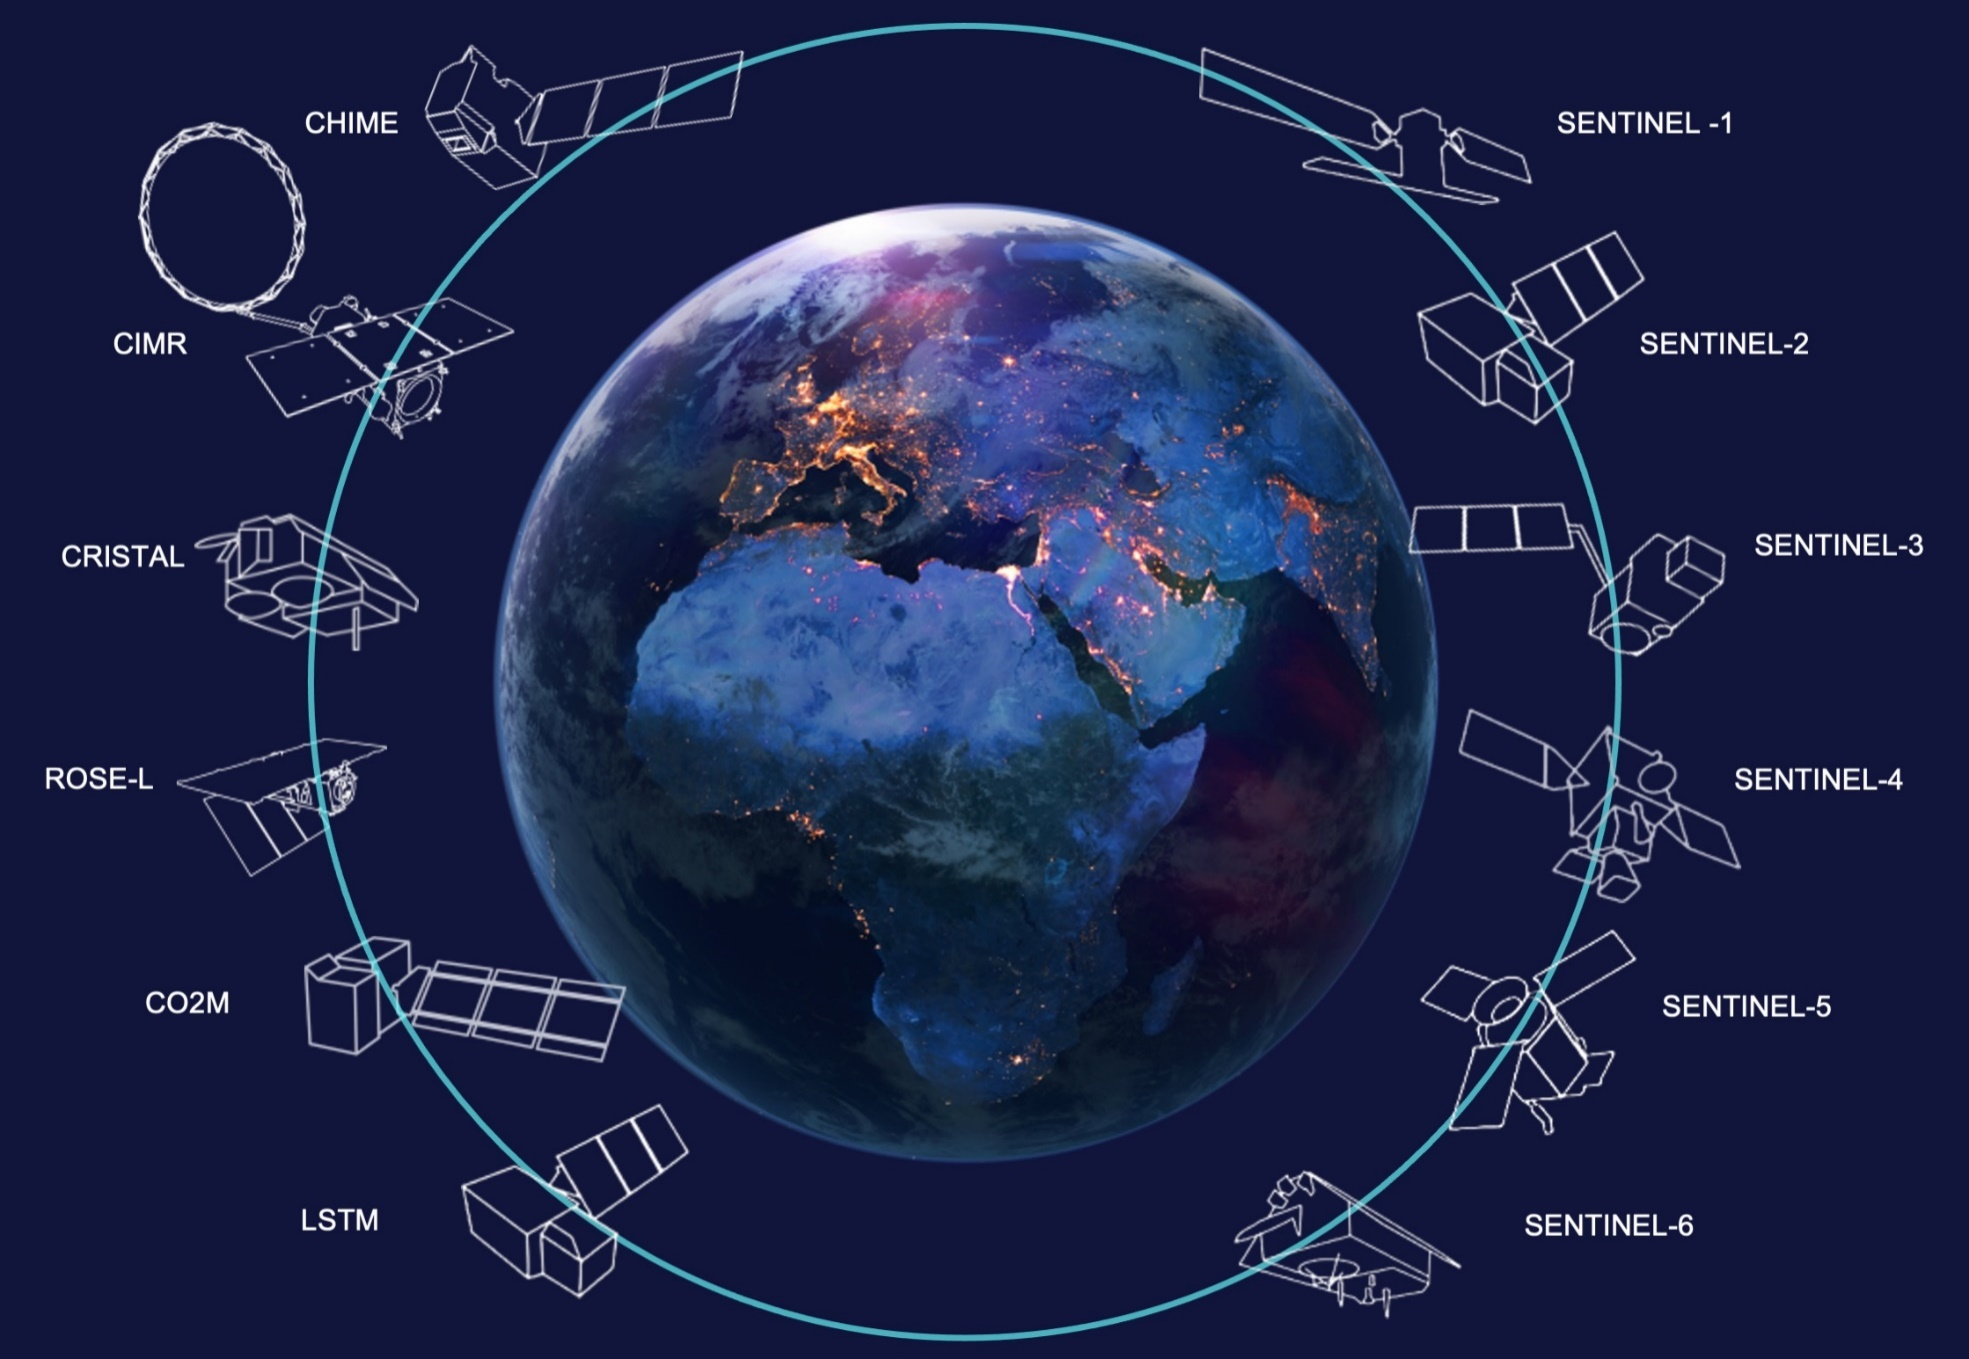 CHIME
SENTINEL -1
CIMR
SENTINEL-2
CRISTAL
SENTINEL-3
ROSE-L
SENTINEL-4
CO2M
SENTINEL-5
LSTM
SENTINEL-6